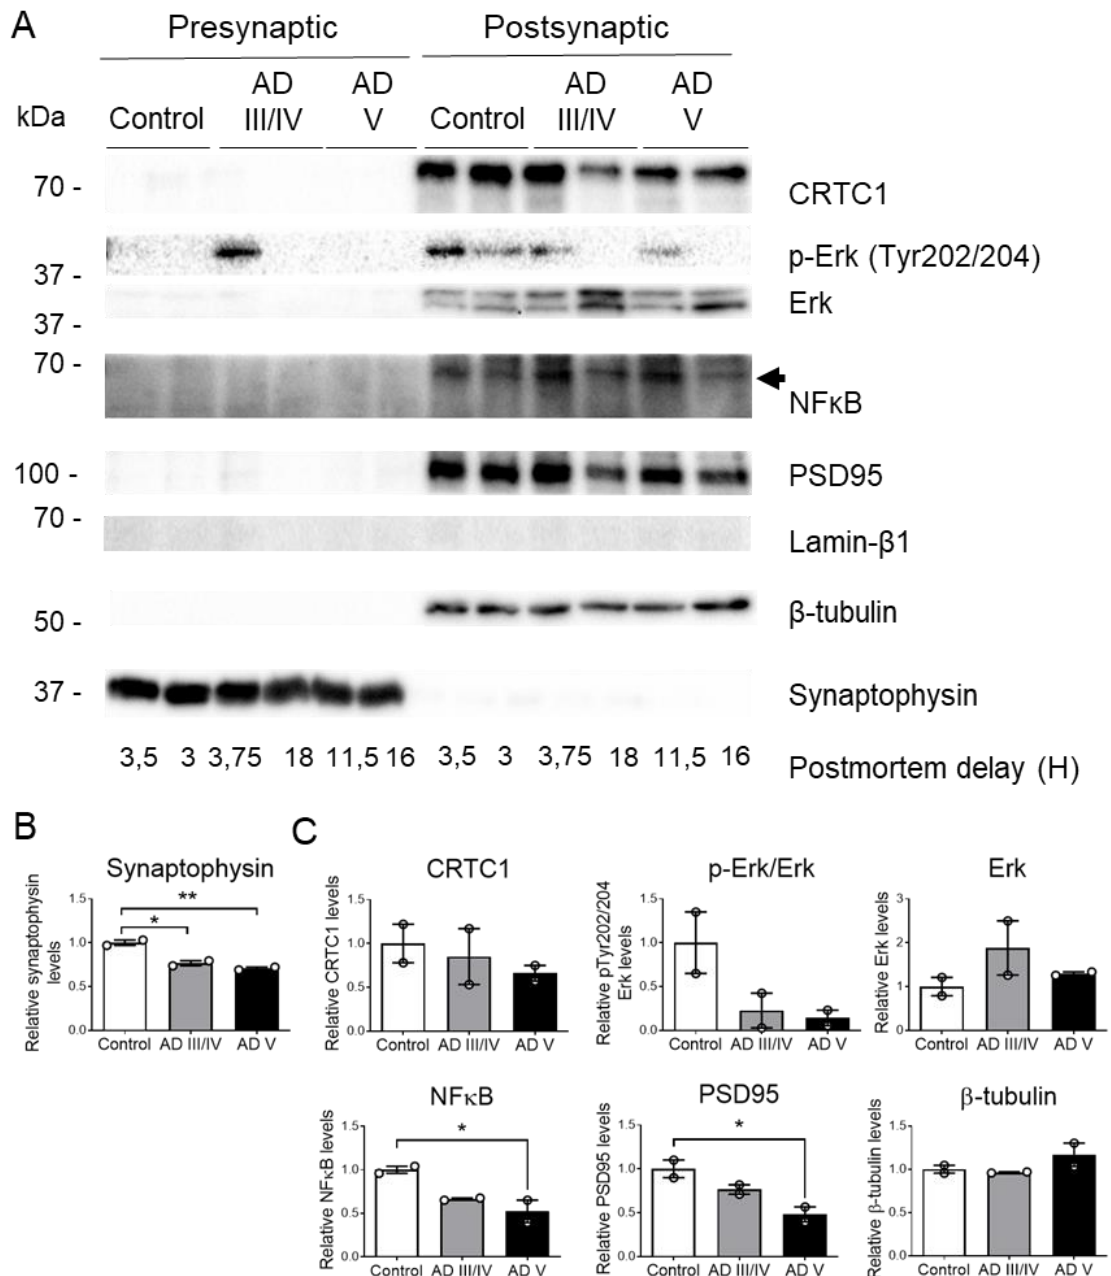 A
Presynaptic Postsynaptic
AD AD AD AD
kDa Control III/IV V Control III/IV V
70 -
CRTC1
p-Erk (Tyr202/204)
37 -
Erk
37 -
70 -
NFκB
100 - PSD95
70 -
Lamin-β1
β-tubulin
50 -
37 - Synaptophysin
3,5 3 3,75 18 11,5 16 3,5 3 3,75 18 11,5 16
Postmortem delay (H)
B
Synaptophysin
Relative synaptophysin
levels
1.5
1.0
0.5
0.0
*
**
Control AD III/IV AD V
C
CRTC1
Relative CRTC1 levels
1.5
1.0
0.5
0.0
Control AD III/IV AD V
p-Erk/Erk
Relative pTyr202/204
Erk levels
1.5
1.0
0.5
0.0
Control AD III/IV AD V
Erk
Relative Erk levels
3
2
1
0
Control AD III/IV AD V
NFκB
Relative NFκB levels
1.5
1.0
0.5
0.0
*
Control AD III/IV AD V
PSD95
Relative PSD95 levels
1.5
1.0
0.5
0.0
*
Control AD III/IV AD V
β-tubulin
Relative β-tubulin levels
1.5
1.0
0.5
0.0
Control AD III/IV AD V